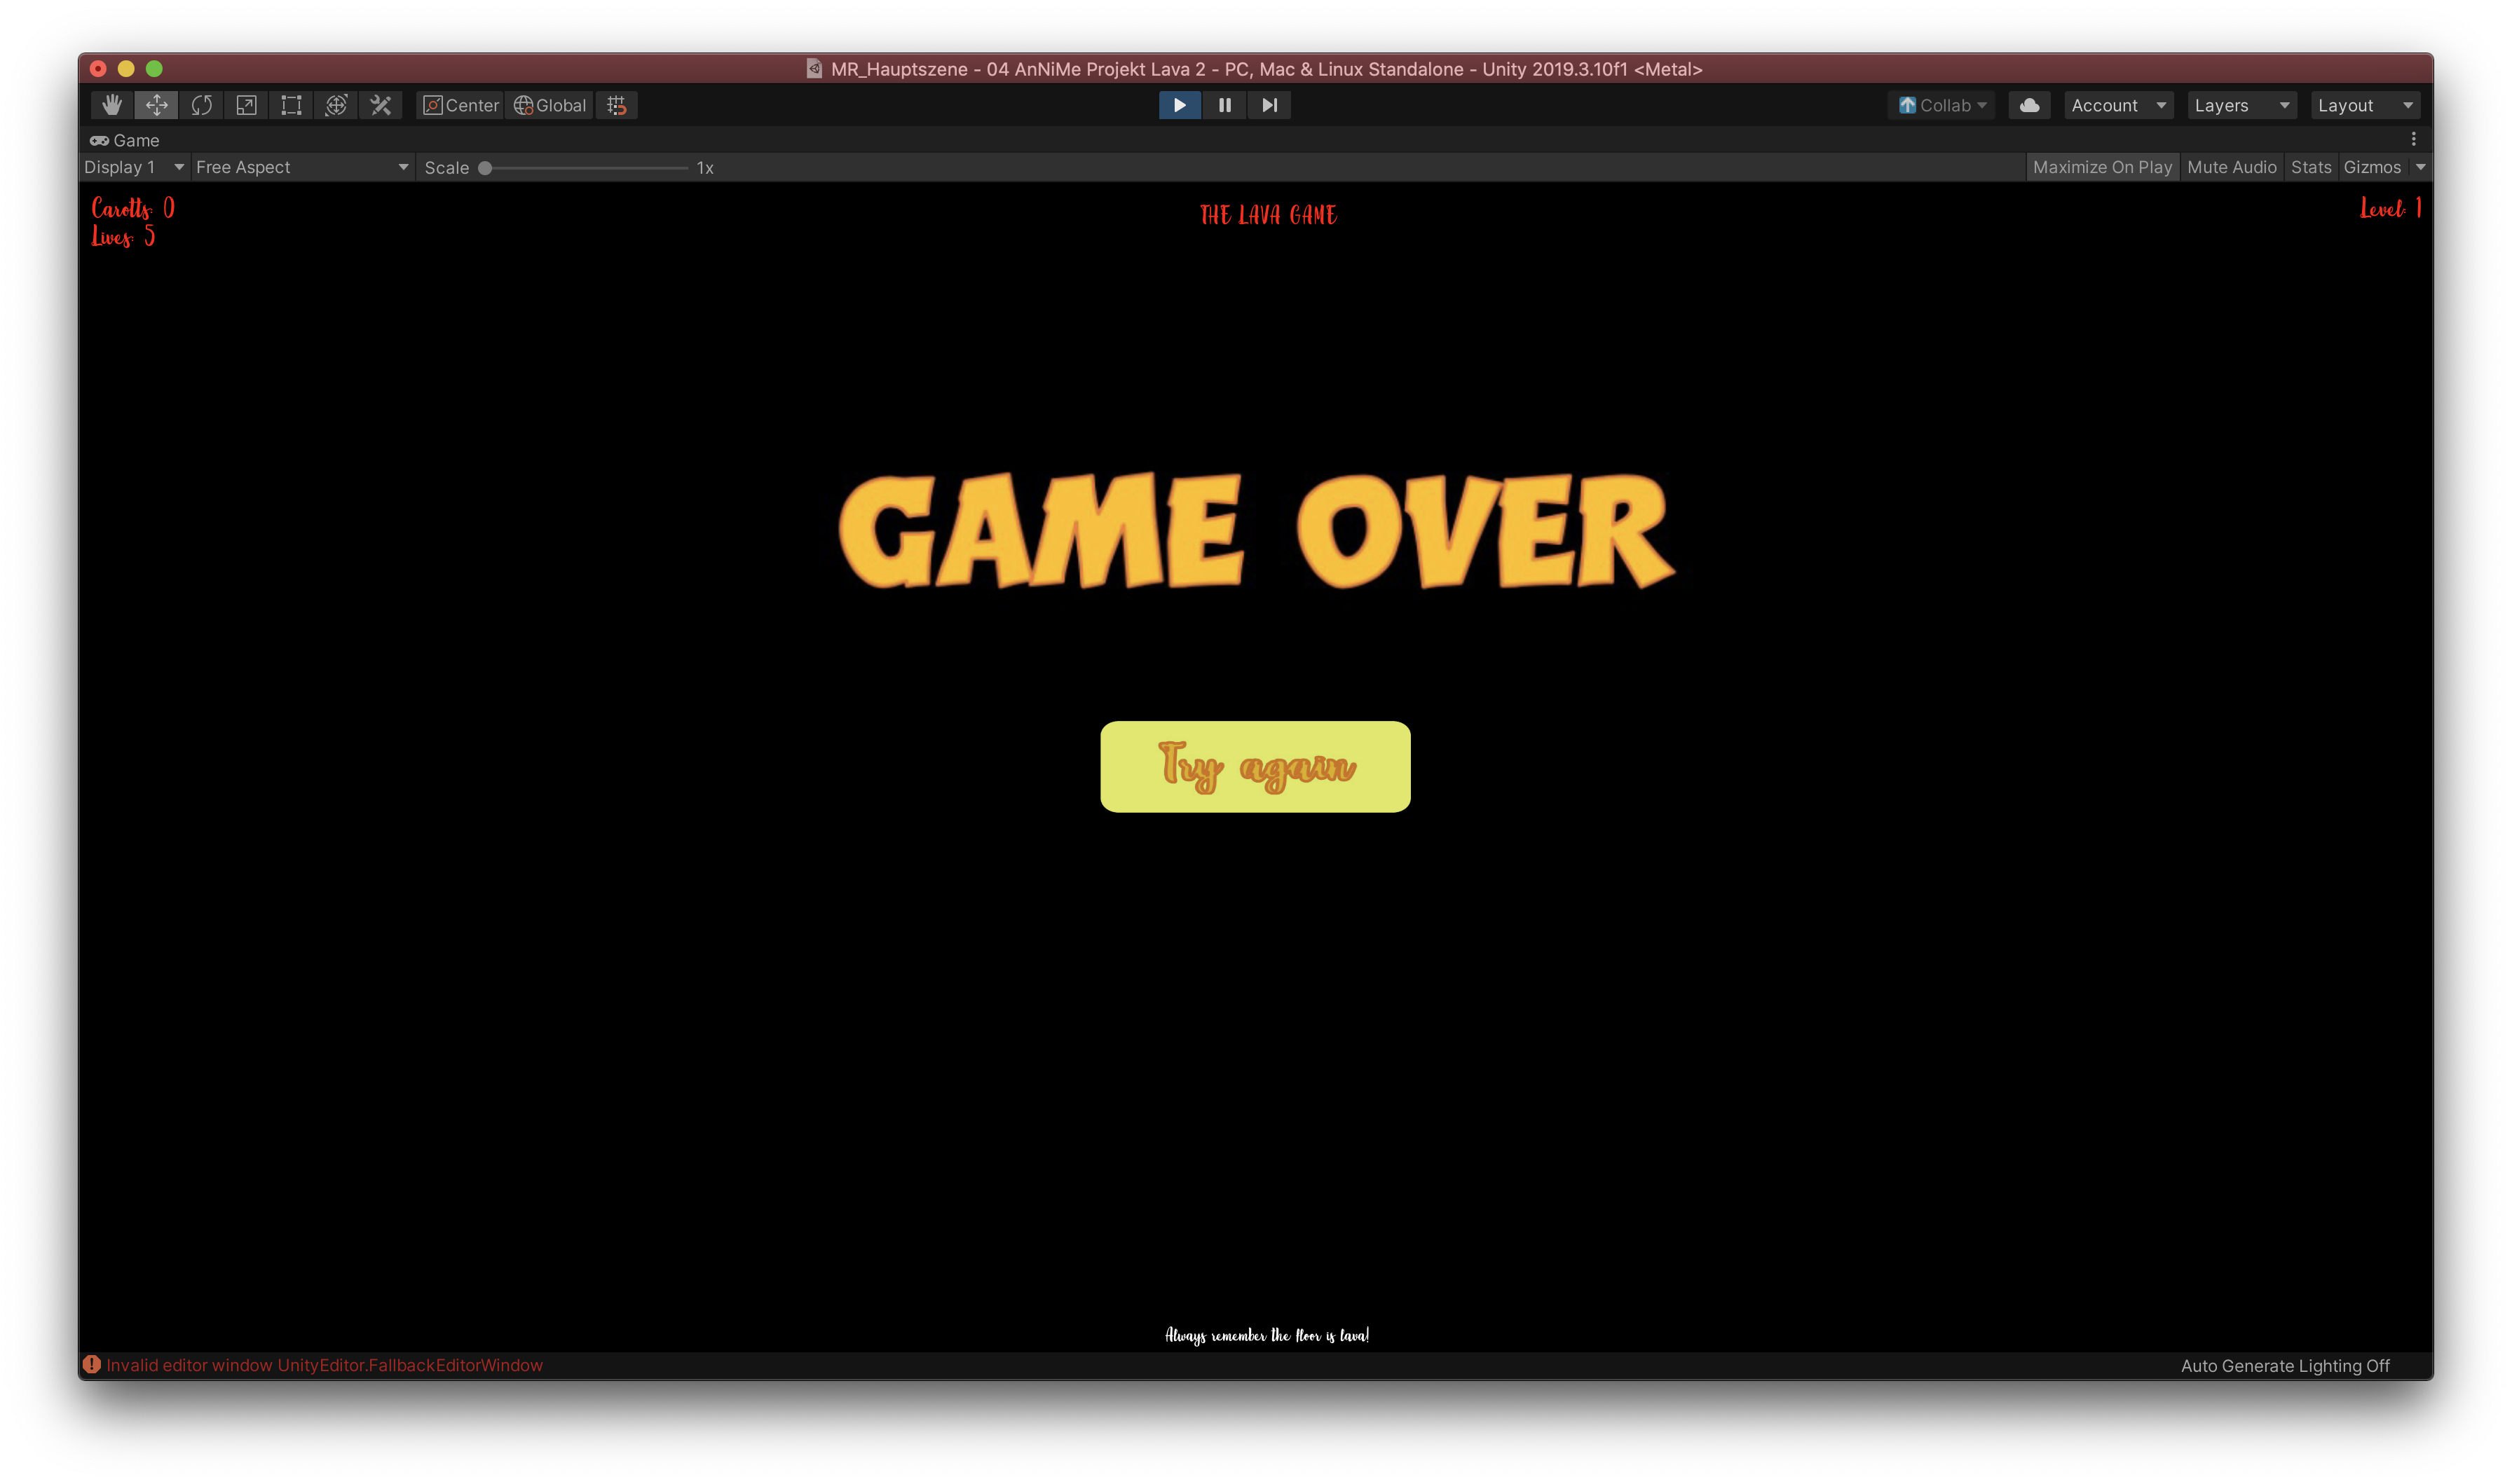 MR_Hauptszene - 04 AnNiMe Projekt Lava 2 - PC, Mac & Linux Standalone - Unity 2019.3.10f1 <Metal>
Center Global Collab Account Layers Layout
Game
Display 1 Free Aspect Scale 1x Maximize On Play Mute Audio Stats Gizmos
Carotts: 0
THE LAVA GAME
Level: 1
Lives: 5
GAME OVER
Try again
Always remember the floor is lava!
Invalid editor window UnityEditor.FallbackEditorWindow
Auto Generate Lighting Off